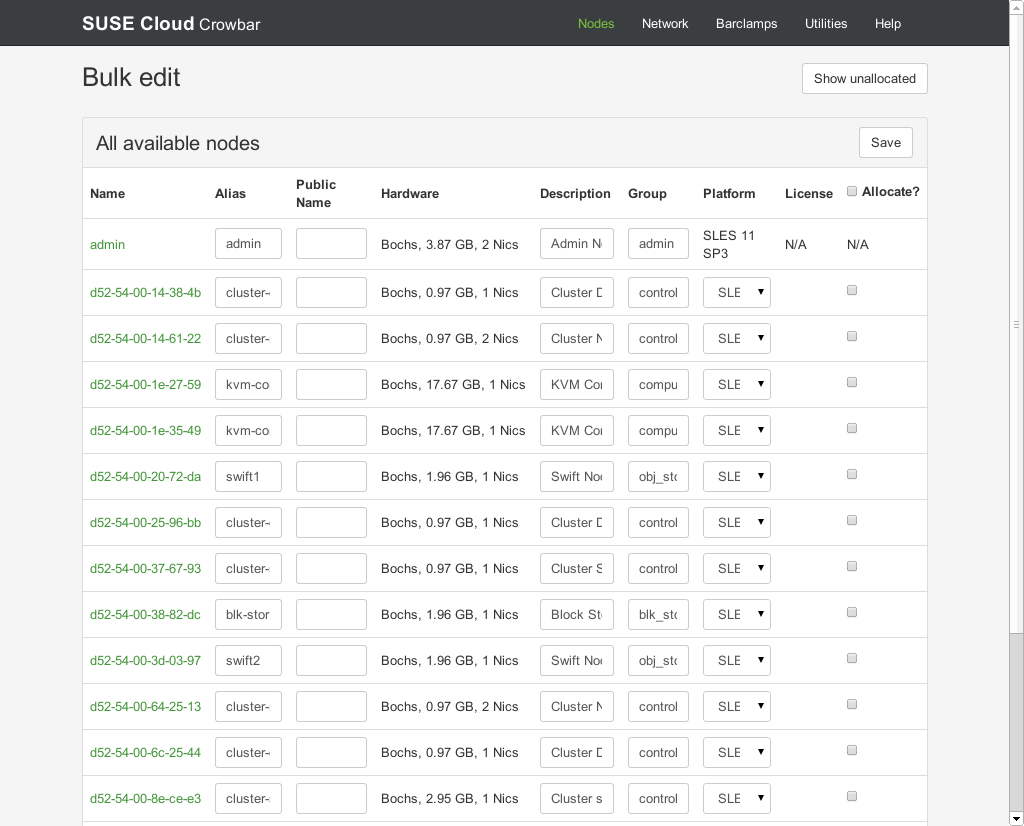 SUSE Cloud Crowbar Nodes Network Barclamps Utilities Help
Bulk edit Show unallocated
All available nodes Save
Name Alias Public Name Hardware Description Group Platform License Allocate?
admin admin Bochs, 3.87 GB, 2 Nics Admin N admin SLES 11 SP3 N/A N/A
d52-54-00-14-38-4b cluster- Bochs, 0.97 GB, 1 Nics Cluster D control SLE
d52-54-00-14-61-22 cluster- Bochs, 0.97 GB, 2 Nics Cluster N control SLE
d52-54-00-1e-27-59 kvm-co Bochs, 17.67 GB, 1 Nics KVM Cor compu SLE
d52-54-00-1e-35-49 kvm-co Bochs, 17.67 GB, 1 Nics KVM Cor compu SLE
d52-54-00-20-72-da swift1 Bochs, 1.96 GB, 1 Nics Swift Noc obj_stc SLE
d52-54-00-25-96-bb cluster- Bochs, 0.97 GB, 1 Nics Cluster D control SLE
d52-54-00-37-67-93 cluster- Bochs, 0.97 GB, 1 Nics Cluster S control SLE
d52-54-00-38-82-dc blk-stor Bochs, 1.96 GB, 1 Nics Block St blk_stc SLE
d52-54-00-3d-03-97 swift2 Bochs, 1.96 GB, 1 Nics Swift Noc obj_stc SLE
d52-54-00-64-25-13 cluster- Bochs, 0.97 GB, 2 Nics Cluster N control SLE
d52-54-00-6c-25-44 cluster- Bochs, 0.97 GB, 1 Nics Cluster D control SLE
d52-54-00-8e-ce-e3 cluster- Bochs, 2.95 GB, 1 Nics Cluster s control SLE